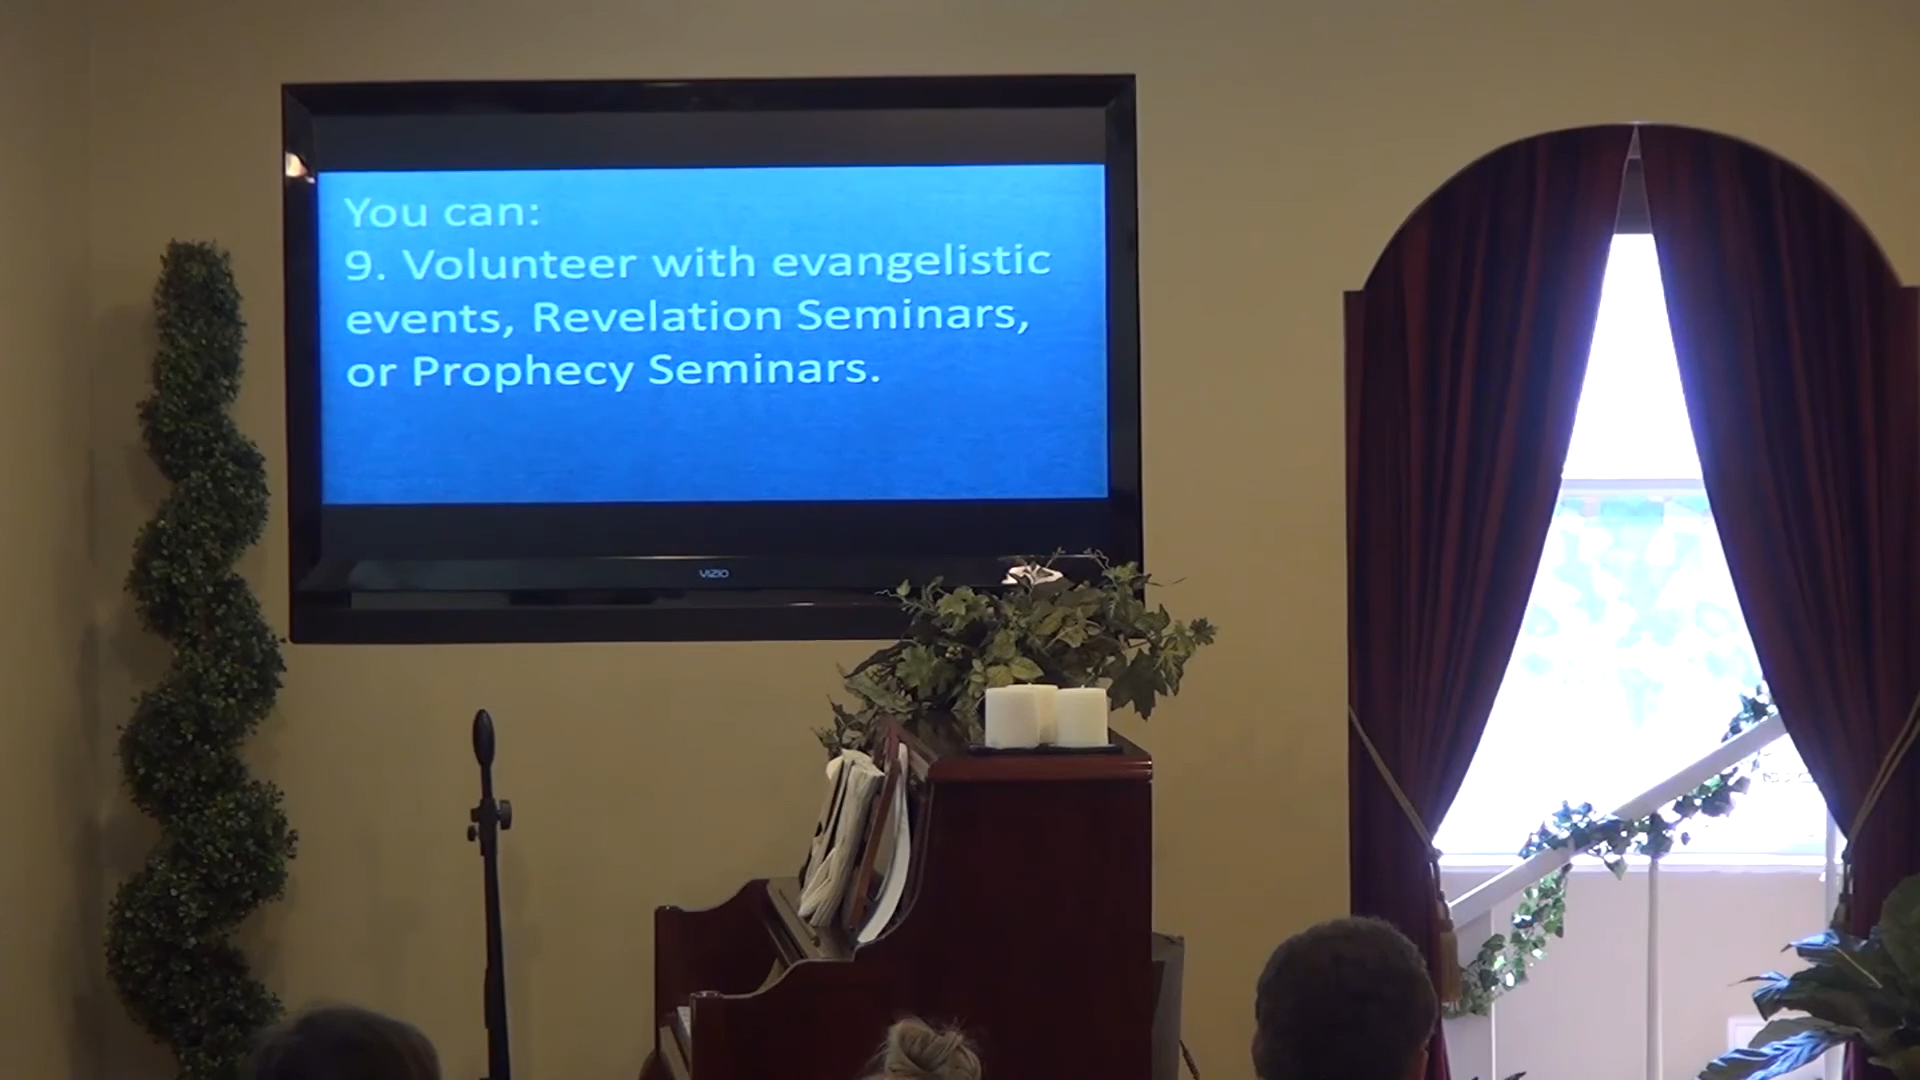 You can:
9. Volunteer with evangelistic
events, Revelation Seminars,
or Prophecy Seminars.
VIZIO